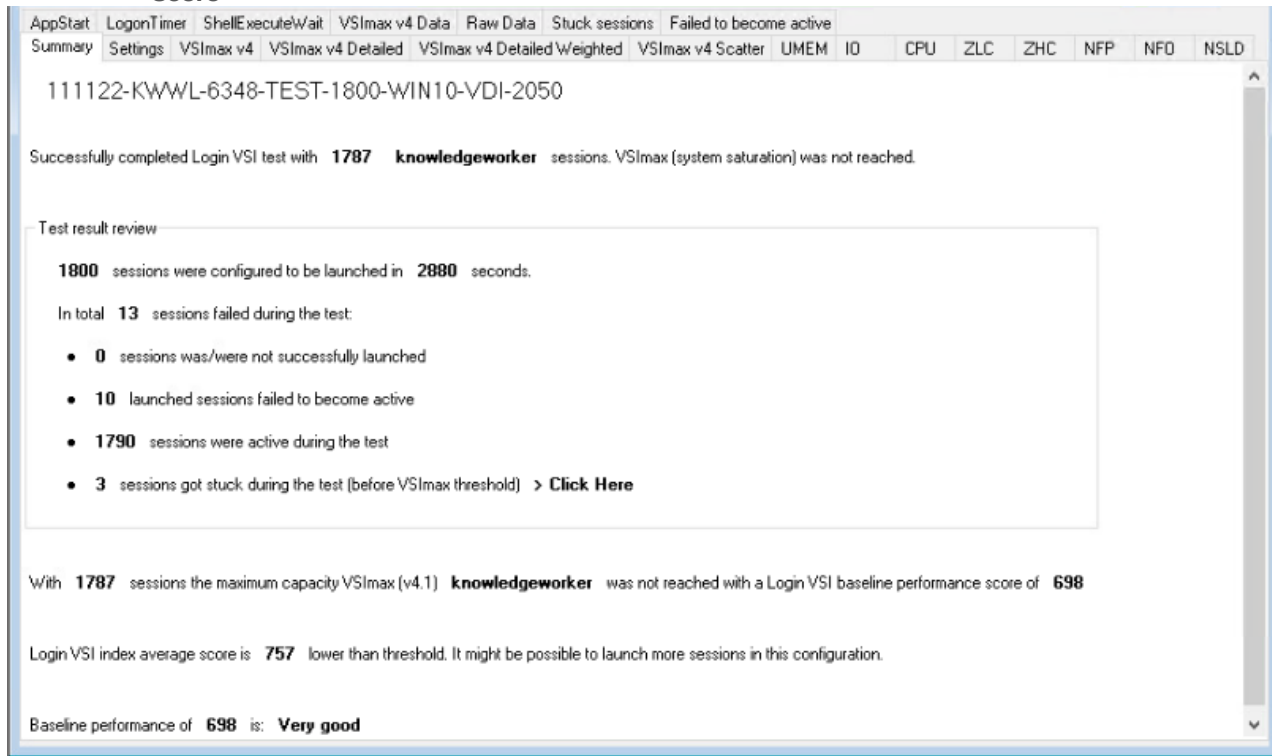 AppStart LogonTimer ShellExecuteWait VSImax v4 Data Raw Data Stuck sessions Failed to become active
Summary Settings VSImax v4 VSImax v4 Detailed VSImax v4 Detailed Weighted VSImax v4 Scatter UMEM IO CPU ZLC ZHC NFP NFO NSLD
111122-KWWL-6348-TEST-1800-WIN10-VDI-2050
Successfully completed Login VSI test with 1787 knowledgeworker sessions. VSImax (system saturation) was not reached.
Test result review
1800 sessions were configured to be launched in 2880 seconds.
In total 13 sessions failed during the test:
• 0 sessions was/were not successfully launched
• 10 launched sessions failed to become active
• 1790 sessions were active during the test
• 3 sessions got stuck during the test (before VSImax threshold) > Click Here
With 1787 sessions the maximum capacity VSImax (v4.1) knowledgeworker was not reached with a Login VSI baseline performance score of 698
Login VSI index average score is 757 lower than threshold. It might be possible to launch more sessions in this configuration.
Baseline performance of 698 is: Very good